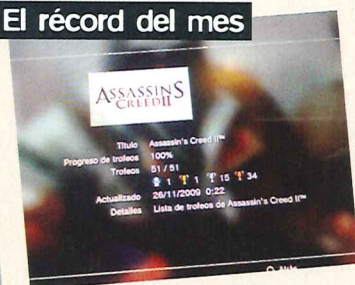 El récord del mes
ASSASSIN'S
CREED II
Título Assassin's Creed II™
Progreso de trofeos 100%
Trofeos 51 / 51
1 1 15 34
Actualizado 26/11/2009 0:22
Detalles Lista de trofeos de Assassin's Creed II™